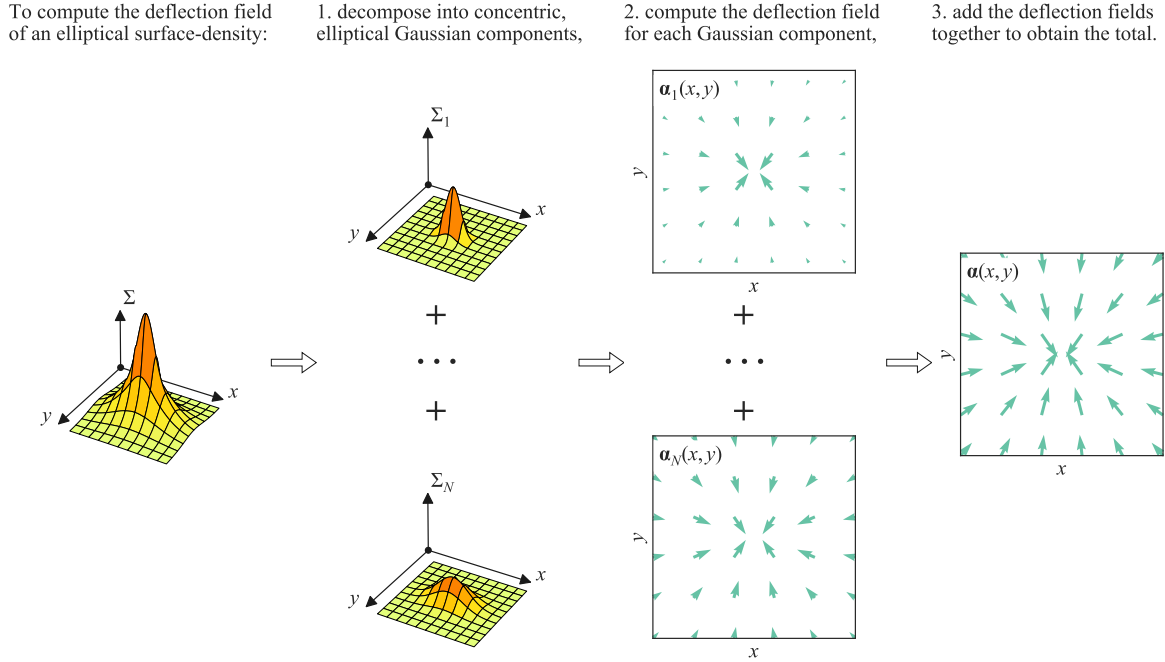 To compute the deflection field
of an elliptical surface-density:
1. decompose into concentric,
elliptical Gaussian components,
2. compute the deflection field
for each Gaussian component,
3. add the deflection fields
together to obtain the total.
Σ
x
y
Σ₁
x
y
+
• • •
+
Σ_N
x
y
α₁(x, y)
y
x
+
• • •
+
α_N(x, y)
y
x
α(x, y)
y
x